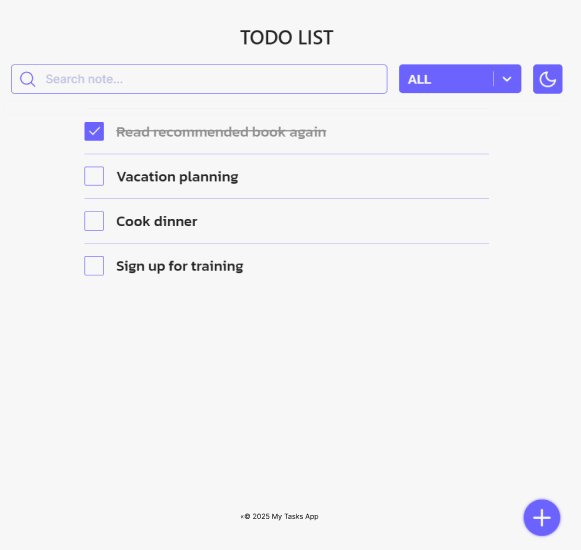 TODO LIST
Search note...
ALL
Read recommended book again
Vacation planning
Cook dinner
Sign up for training
© 2025 My Tasks App